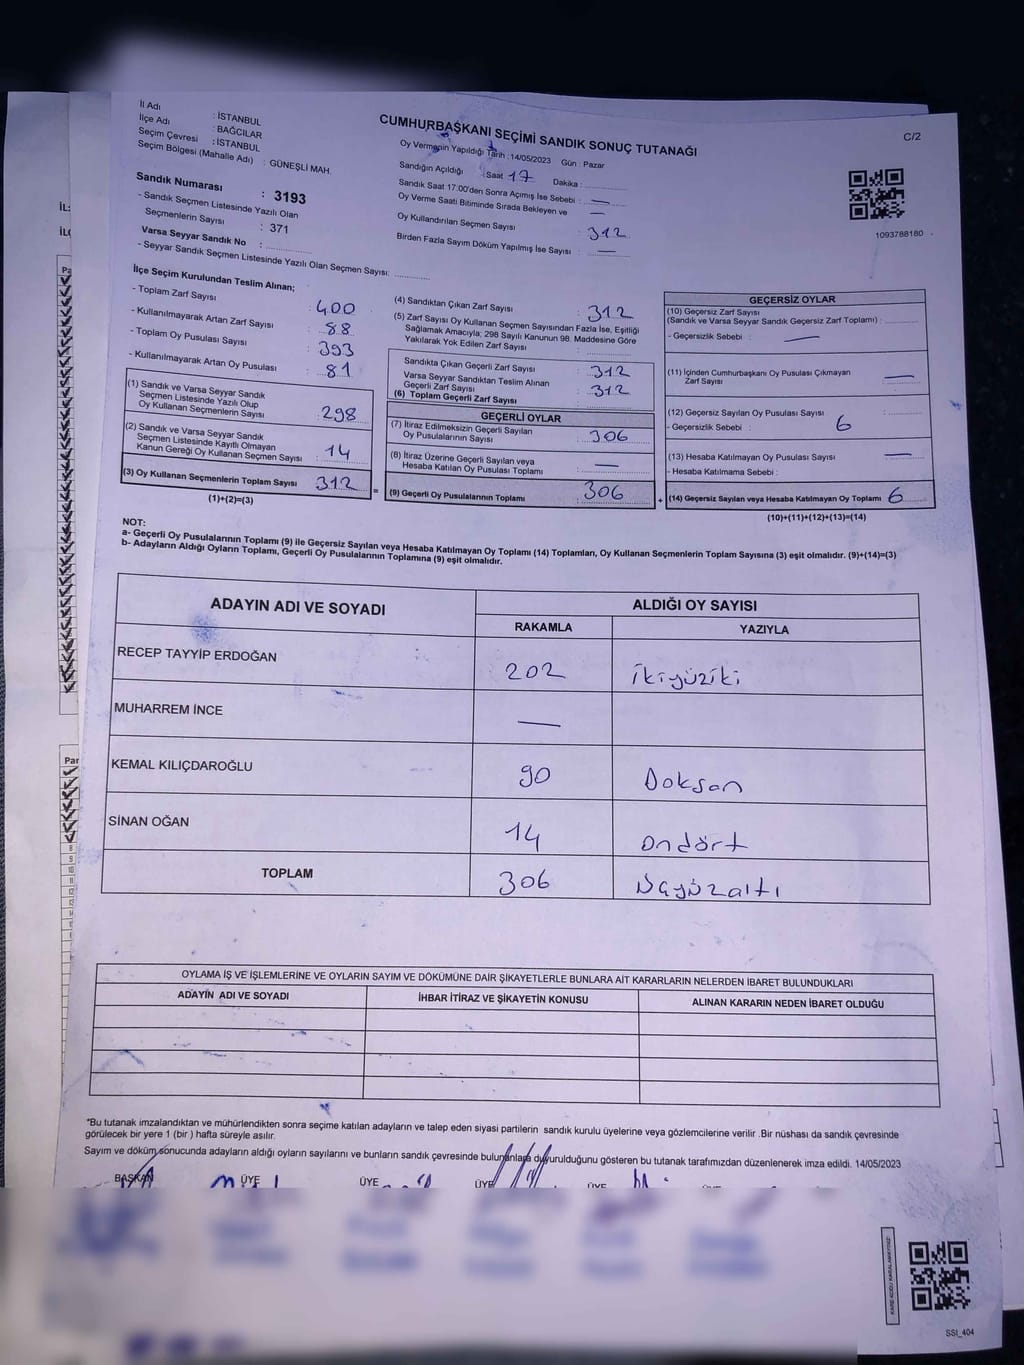 İl Adı : İSTANBUL
İlçe Adı : BAĞCILAR
Seçim Çevresi : İSTANBUL
Seçim Bölgesi (Mahalle Adı) : GÜNEŞLİ MAH.
Sandık Numarası : 3193
- Sandık Seçmen Listesinde Yazılı Olan
Seçmenlerin Sayısı : 371
Varsa Seyyar Sandık No :
- Seyyar Sandık Seçmen Listesinde Yazılı Olan Seçmen Sayısı:
CUMHURBAŞKANI SEÇİMİ SANDIK SONUÇ TUTANAĞI
Oy Vermenin Yapıldığı Tarih : 14/05/2023 Gün : Pazar
Sandığın Açıldığı Saat 17 Dakika :
Sandık Saat 17.00'den Sonra Açımış İse Sebebi : —
Oy Verme Saati Bitiminde Sırada Bekleyen ve
Oy Kullandırılan Seçmen Sayısı : 312
Birden Fazla Sayım Döküm Yapılmış İse Sayısı : —
C/2
1093788180
İlçe Seçim Kurulundan Teslim Alınan;
- Toplam Zarf Sayısı : 400
- Kullanılmayarak Artan Zarf Sayısı : 88
- Toplam Oy Pusulası Sayısı : 393
- Kullanılmayarak Artan Oy Pusulası : 81
(1) Sandık ve Varsa Seyyar Sandık
Seçmen Listesinde Yazılı Olup
Oy Kullanan Seçmenlerin Sayısı : 298
(2) Sandık ve Varsa Seyyar Sandık
Seçmen Listesinde Kayıtlı Olmayan
Kanun Gereği Oy Kullanan Seçmen Sayısı : 14
(3) Oy Kullanan Seçmenlerin Toplam Sayısı 312
(1)+(2)=(3)
(4) Sandıktan Çıkan Zarf Sayısı : 312
(5) Zarf Sayısı Oy Kullanan Seçmen Sayısından Fazla İse, Eşitliği
Sağlamak Amacıyla; 298 Sayılı Kanunun 98. Maddesine Göre
Yakılarak Yok Edilen Zarf Sayısı :
Sandıkta Çıkan Geçerli Zarf Sayısı : 312
Varsa Seyyar Sandıktan Teslim Alınan
Geçerli Zarf Sayısı : 312
(6) Toplam Geçerli Zarf Sayısı :
GEÇERLİ OYLAR
(7) İtiraz Edilmeksizin Geçerli Sayılan
Oy Pusulalarının Sayısı : 306
(8) İtiraz Üzerine Geçerli Sayılan veya
Hesaba Katılan Oy Pusulası Toplamı : —
(9) Geçerli Oy Pusulalarının Toplamı : 306
GEÇERSİZ OYLAR
(10) Geçersiz Zarf Sayısı
(Sandık ve Varsa Seyyar Sandık Geçersiz Zarf Toplamı) :
- Geçersizlik Sebebi : —
(11) İçinden Cumhurbaşkanı Oy Pusulası Çıkmayan
Zarf Sayısı : —
(12) Geçersiz Sayılan Oy Pusulası Sayısı :
- Geçersizlik Sebebi : 6
(13) Hesaba Katılmayan Oy Pusulası Sayısı : —
- Hesaba Katılmama Sebebi :
(14) Geçersiz Sayılan veya Hesaba Katılmayan Oy Toplamı : 6
(10)+(11)+(12)+(13)=(14)
NOT:
a- Geçerli Oy Pusulalarının Toplamı (9) ile Geçersiz Sayılan veya Hesaba Katılmayan Oy Toplamı (14) Toplamları, Oy Kullanan Seçmenlerin Toplam Sayısına (3) eşit olmalıdır. (9)+(14)=(3)
b- Adayların Aldığı Oyların Toplamı, Geçerli Oy Pusulalarının Toplamına (9) eşit olmalıdır.
ADAYIN ADI VE SOYADI ALDIĞI OY SAYISI
RAKAMLA YAZIYLA
RECEP TAYYİP ERDOĞAN 202 ikiyüziki
MUHARREM İNCE —
KEMAL KILIÇDAROĞLU 90 Doksan
SİNAN OĞAN 14 Ondört
TOPLAM 306 üçyüzaltı
OYLAMA İŞ VE İŞLEMLERİNE VE OYLARIN SAYIM VE DÖKÜMÜNE DAİR ŞİKAYETLERLE BUNLARA AİT KARARLARIN NELERDEN İBARET BULUNDUKLARI
ADAYIN ADI VE SOYADI İHBAR İTİRAZ VE ŞİKAYETİN KONUSU ALINAN KARARIN NEDEN İBARET OLDUĞU
*Bu tutanak imzalandıktan ve mühürlendikten sonra seçime katılan adayların ve talep eden siyasi partilerin sandık kurulu üyelerine veya gözlemcilerine verilir .Bir nüshası da sandık çevresinde
görülecek bir yere 1 (bir ) hafta süreyle asılır.
Sayım ve döküm sonucunda adayların aldığı oyların sayılarını ve bunların sandık çevresinde bulunanlara duyurulduğunu gösteren bu tutanak tarafımızdan düzenlenerek imza edildi. 14/05/2023
BAŞKAN ÜYE ÜYE ÜYE ÜYE ÜYE
SSI_404